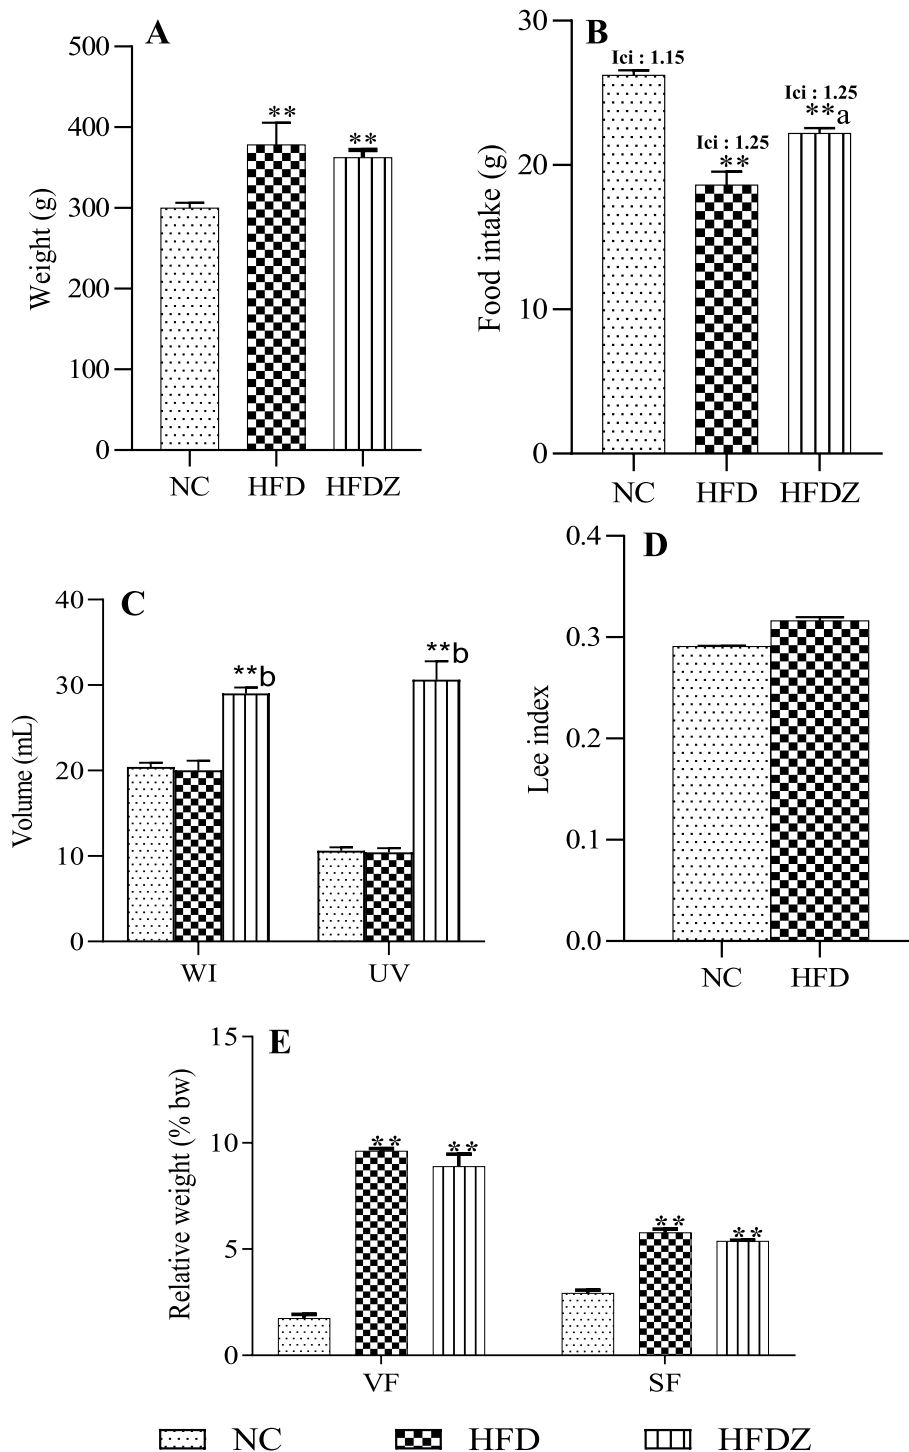 A
500
400
300
200
100
0
Weight (g)
**
**
NC HFD HFDZ
B
30
20
10
0
Food intake (g)
Ici : 1.15
Ici : 1.25
**
Ici : 1.25
**a
NC HFD HFDZ
C
40
30
20
10
0
Volume (mL)
**b
**b
WI UV
D
0.4
0.3
0.2
0.1
0.0
Lee index
NC HFD
E
15
10
5
0
Relative weight (% bw)
**
**
**
**
VF SF
NC HFD HFDZ